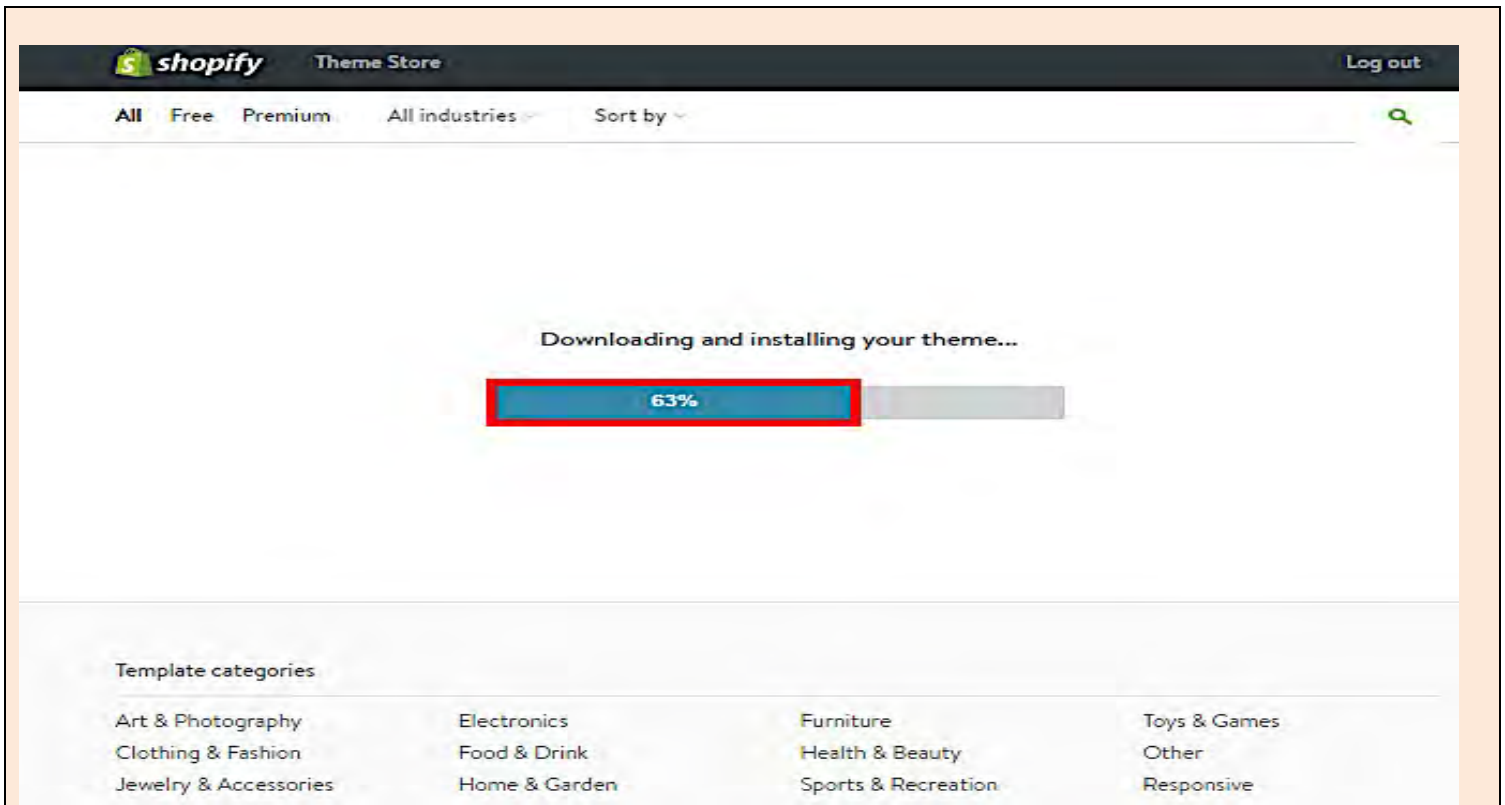 shopify Theme Store Log out
All Free Premium All industries Sort by
Downloading and installing your theme...
63%
Template categories
Art & Photography Electronics Furniture Toys & Games
Clothing & Fashion Food & Drink Health & Beauty Other
Jewelry & Accessories Home & Garden Sports & Recreation Responsive